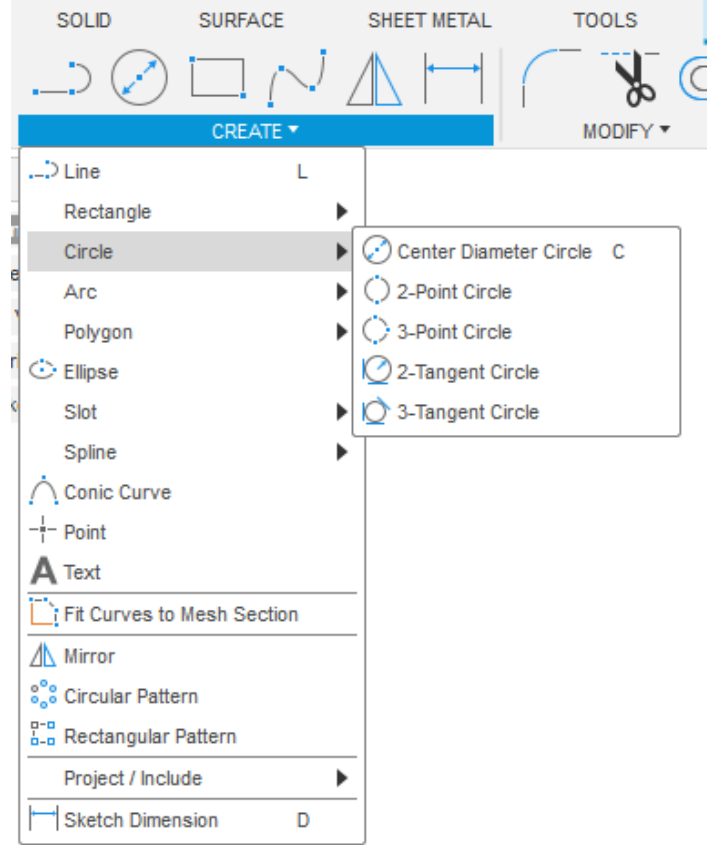 SOLID SURFACE SHEET METAL TOOLS
CREATE MODIFY
Line L
Rectangle
Circle
Arc
Polygon
Ellipse
Slot
Spline
Conic Curve
Point
A Text
Fit Curves to Mesh Section
Mirror
Circular Pattern
Rectangular Pattern
Project / Include
Sketch Dimension D
Center Diameter Circle C
2-Point Circle
3-Point Circle
2-Tangent Circle
3-Tangent Circle